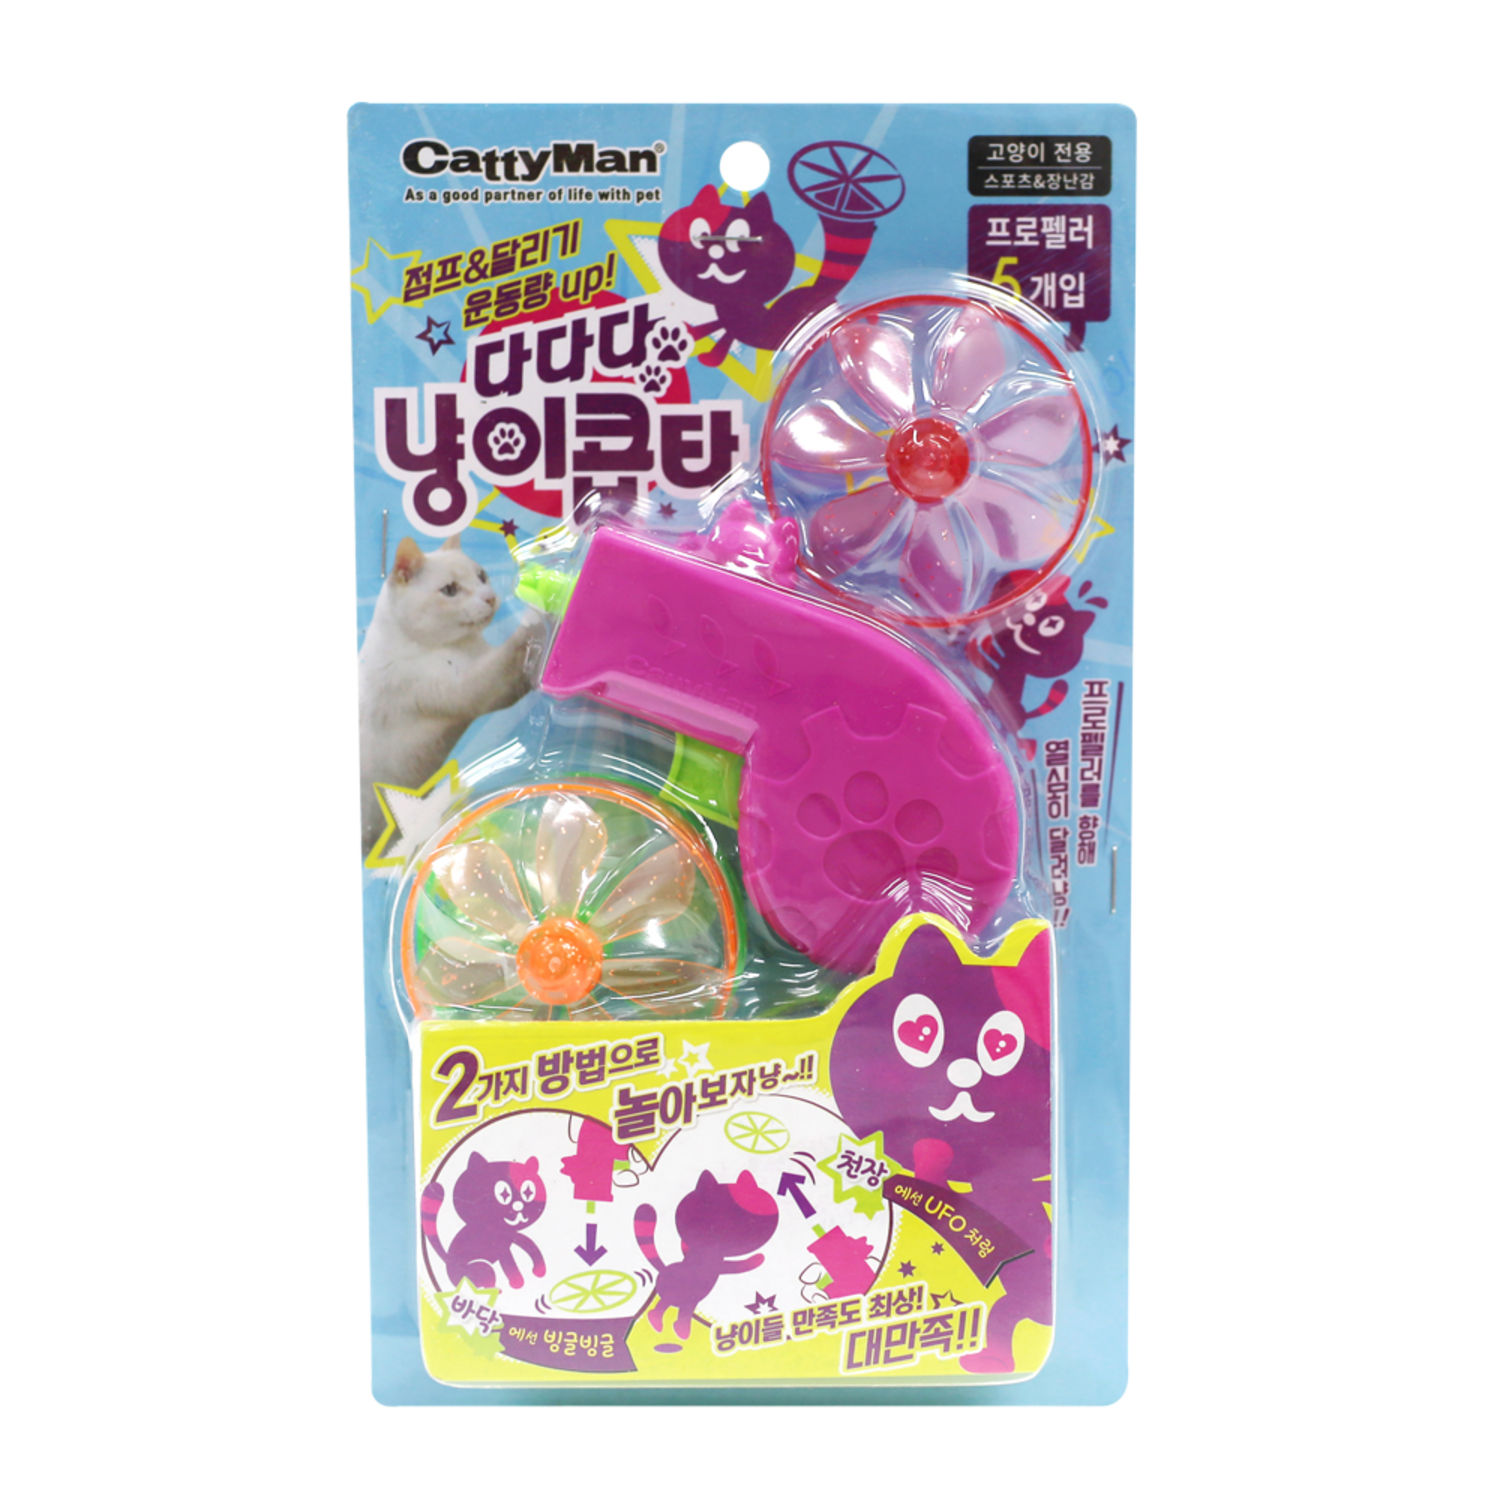 CattyMan®
As a good partner of life with pet
고양이 전용
스포츠&장난감
프로펠러
5개입
점프&달리기
운동량 up!
다다다
냥이콥타
프로펠러를 향해
열심히 달려냥!!
CattyMan
2가지 방법으로
놀아보자냥~!!
천장
에선 UFO처럼
바닥
에선 빙글빙글
냥이들 만족도 최상!
대만족!!